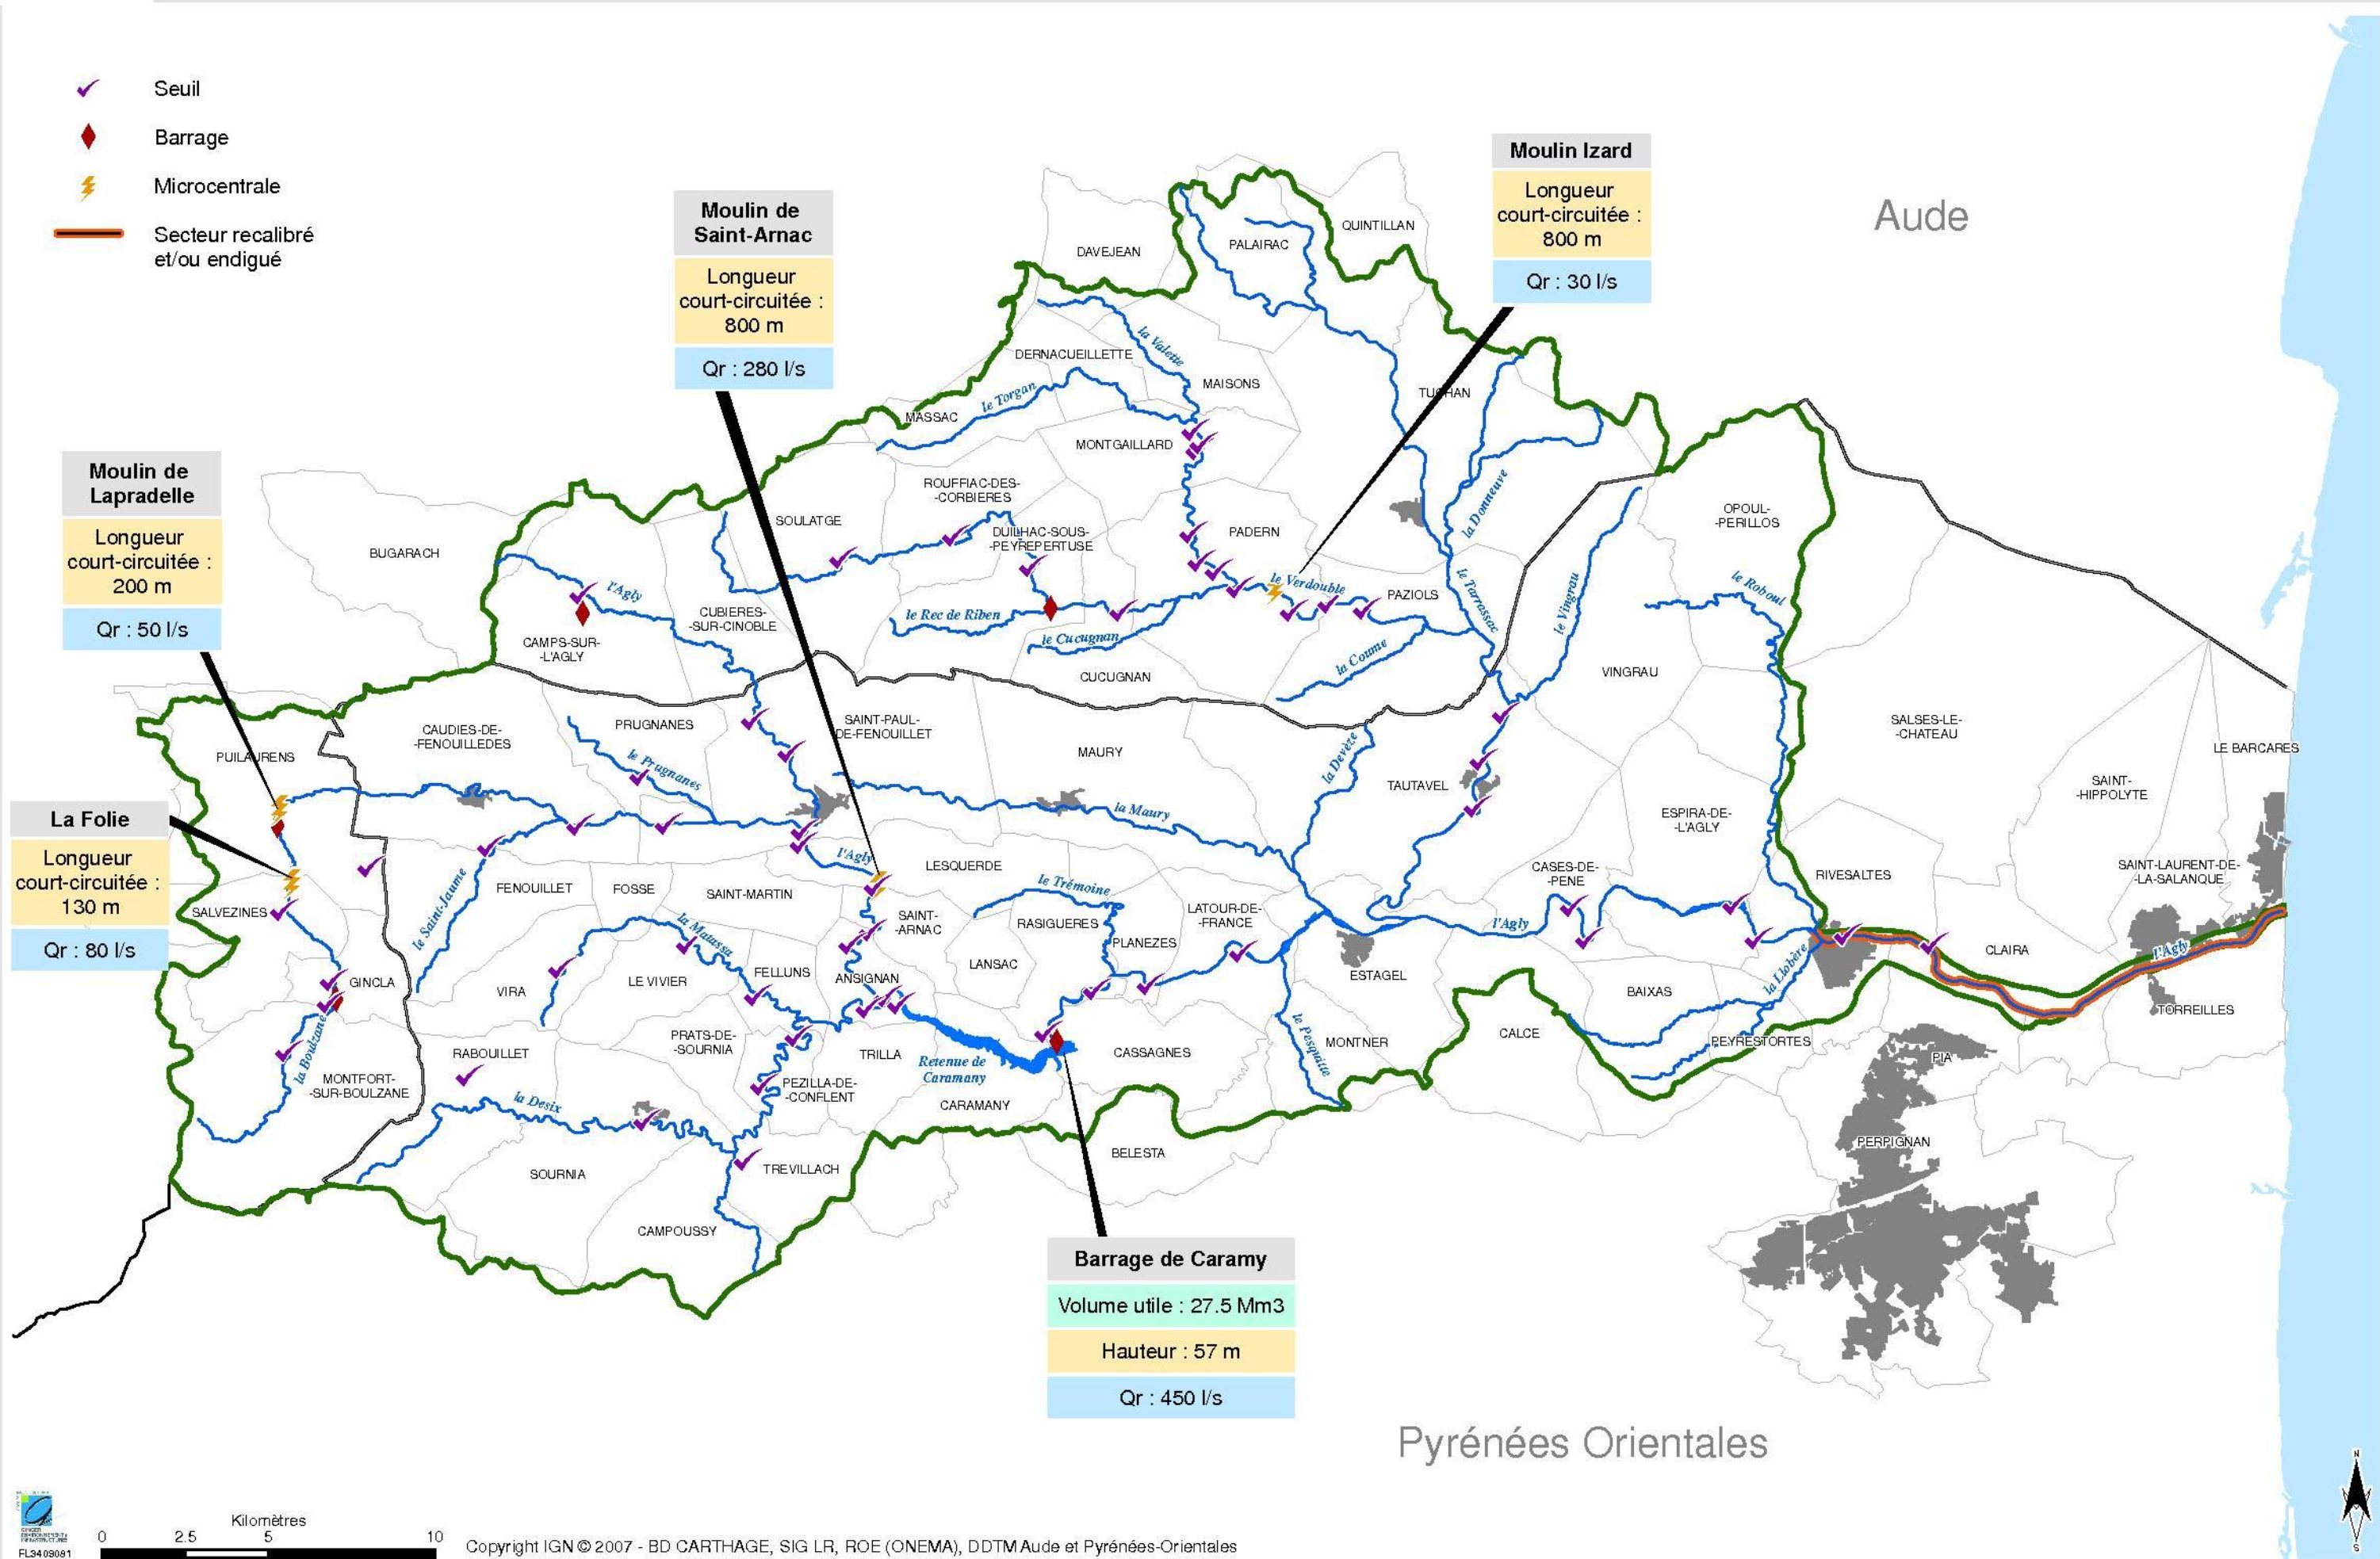 Seuil
Barrage
Microcentrale
Secteur recalibré
et/ou endigué
Moulin Izard
Longueur
court-circuitée :
800 m
Qr : 30 l/s
Aude
Moulin de
Saint-Arnac
Longueur
court-circuitée :
800 m
Qr : 280 l/s
Moulin de
Lapradelle
Longueur
court-circuitée :
200 m
Qr : 50 l/s
La Folie
Longueur
court-circuitée :
130 m
Qr : 80 l/s
QUINTILLAN
PALAIRAC
DAVEJEAN
la Valette
DERNACUEILLETTE
MAISONS
TUCHAN
le Torgan
MASSAC
MONTGAILLARD
ROUFFIAC-DES-
-CORBIERES
la Donneuve
SOULATGE
DUILHAC-SOUS-
-PEYREPERTUSE
PADERN
OPOUL-
-PERILLOS
BUGARACH
l'Agly
le Verdouble
PAZIOLS
le Tarrassac
le Vingrau
le Roboul
CUBIERES-
-SUR-CINOBLE
le Rec de Riben
le Cucugnan
CAMPS-SUR-
-L'AGLY
la Coume
CUCUGNAN
VINGRAU
PUILAURENS
CAUDIES-DE-
-FENOUILLEDES
PRUGNANES
le Prugnanes
SAINT-PAUL-
-DE-FENOUILLET
MAURY
la Devèze
TAUTAVEL
SALSES-LE-
-CHATEAU
LE BARCARES
SAINT-
-HIPPOLYTE
la Maury
ESPIRA-DE-
-L'AGLY
l'Agly
LESQUERDE
CASES-DE-
-PENE
RIVESALTES
SAINT-LAURENT-DE-
-LA-SALANQUE
FENOUILLET
FOSSE
SAINT-MARTIN
le Trémoine
SALVEZINES
le Saint-Jaume
la Matassa
SAINT-
-ARNAC
RASIGUERES
LATOUR-DE-
-FRANCE
l'Agly
PLANEZES
CLAIRA
l'Agly
GINCLA
VIRA
LE VIVIER
FELLUNS
ANSIGNAN
LANSAC
ESTAGEL
BAIXAS
la Llobère
TORREILLES
la Boulzane
RABOUILLET
PRATS-DE-
-SOURNIA
TRILLA
Retenue de
Caramany
CASSAGNES
le Pesquitte
MONTNER
CALCE
PEYRESTORTES
PIA
MONTFORT-
-SUR-BOULZANE
la Desix
PEZILLA-DE-
-CONFLENT
CARAMANY
PERPIGNAN
BELESTA
SOURNIA
TREVILLACH
CAMPOUSSY
Barrage de Caramy
Volume utile : 27.5 Mm3
Hauteur : 57 m
Qr : 450 l/s
Pyrénées Orientales
N
S
Kilomètres
0 2.5 5 10
FL3409091
Copyright IGN © 2007 - BD CARTHAGE, SIG LR, ROE (ONEMA), DDTM Aude et Pyrénées-Orientales